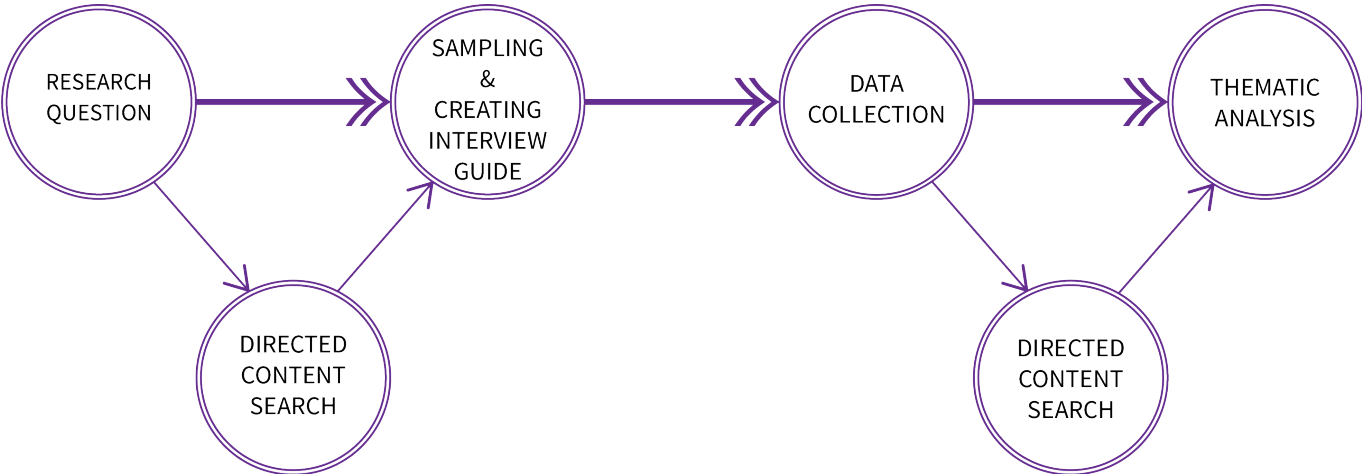 RESEARCH
QUESTION
SAMPLING
&
CREATING
INTERVIEW
GUIDE
DATA
COLLECTION
THEMATIC
ANALYSIS
DIRECTED
CONTENT
SEARCH
DIRECTED
CONTENT
SEARCH